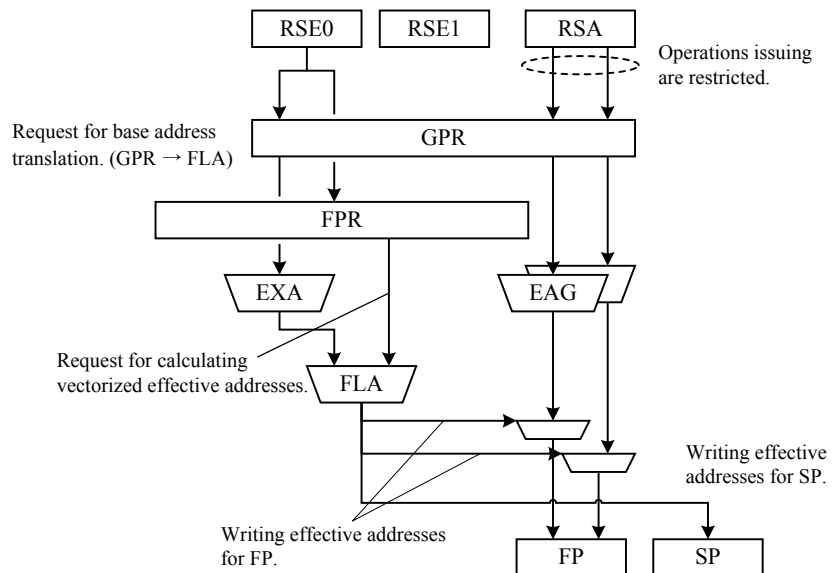 RSE0
RSE1
RSA
Operations issuing
are restricted.
Request for base address
translation. (GPR → FLA)
GPR
FPR
EXA
EAG
Request for calculating
vectorized effective addresses.
FLA
Writing effective
addresses for SP.
Writing effective addresses
for FP.
FP
SP